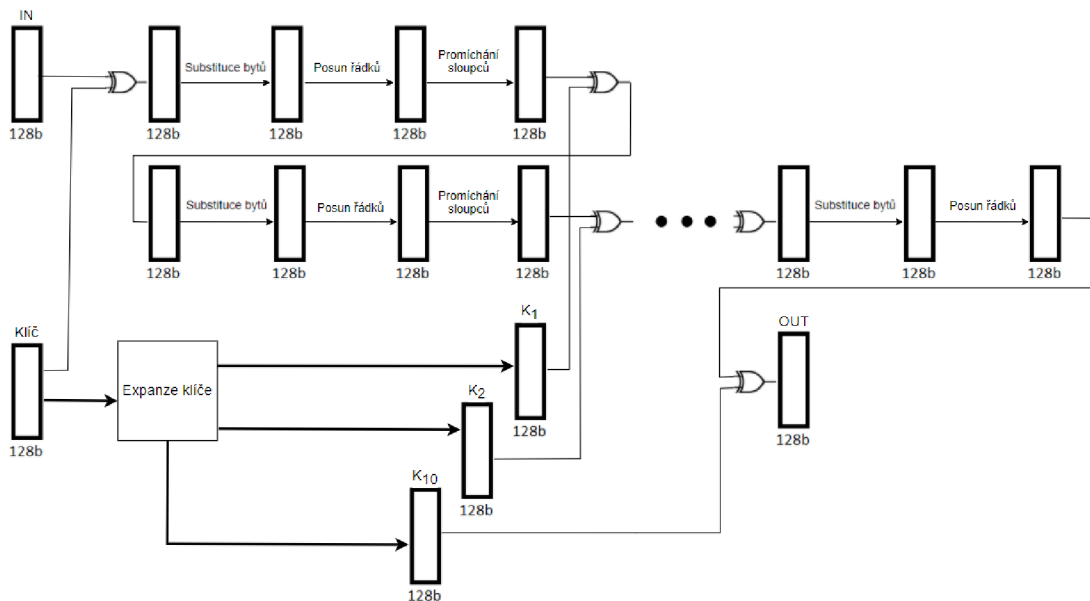 IN
Substituce bytů
Posun řádků
Promíchání
sloupců
128b
128b
128b
128b
128b
Substituce bytů
Posun řádků
Promíchání
sloupců
Substituce bytů
Posun řádků
128b
128b
128b
128b
128b
128b
128b
Klíč
Expanze klíče
128b
K1
128b
K2
128b
K10
128b
OUT
128b